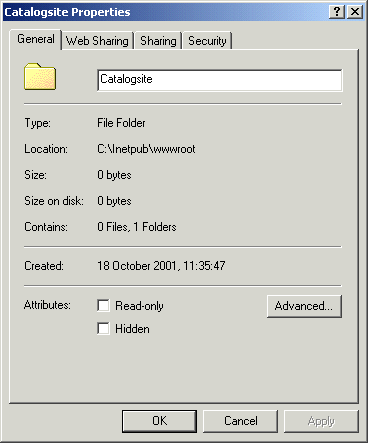 Catalogsite Properties
General Web Sharing Sharing Security
Catalogsite
Type: File Folder
Location: C:\Inetpub\wwwroot
Size: 0 bytes
Size on disk: 0 bytes
Contains: 0 Files, 1 Folders
Created: 18 October 2001, 11:35:47
Attributes: Read-only Advanced...
Hidden
OK Cancel Apply